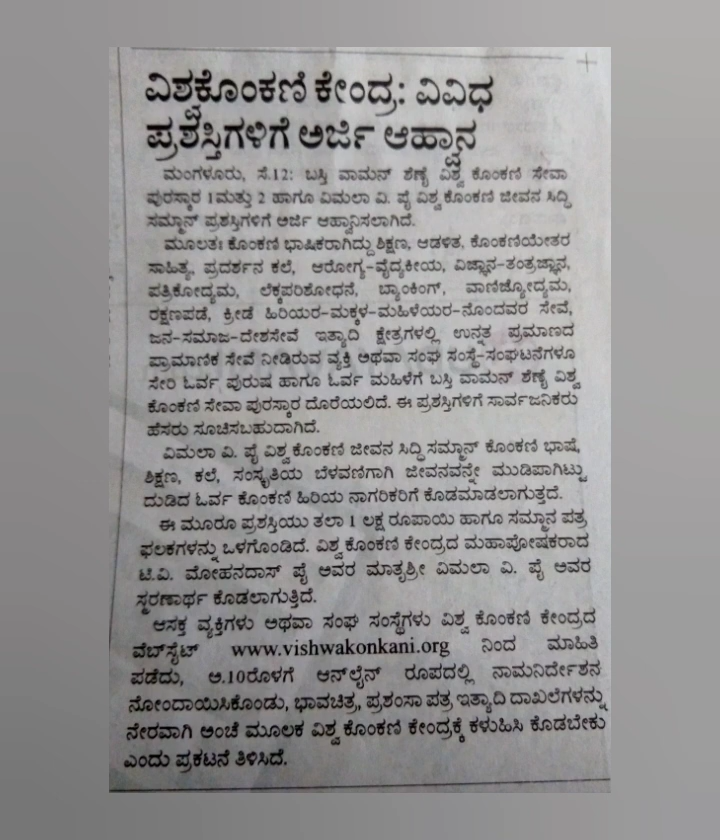 ವಿಶ್ವಕೊಂಕಣಿ ಕೇಂದ್ರ: ವಿವಿಧ
ಪ್ರಶಸ್ತಿಗಳಿಗೆ ಅರ್ಜಿ ಆಹ್ವಾನ
ಮಂಗಳೂರು, ಸೆ.12: ಬಸ್ತಿ ವಾಮನ್ ಶೆಣೈ ವಿಶ್ವ ಕೊಂಕಣಿ ಸೇವಾ
ಪುರಸ್ಕಾರ 1ಮತ್ತು 2 ಹಾಗೂ ವಿಮಲಾ ವಿ. ಪೈ ವಿಶ್ವ ಕೊಂಕಣಿ ಜೀವನ ಸಿದ್ಧಿ
ಸಮ್ಮಾನ್ ಪ್ರಶಸ್ತಿಗಳಿಗೆ ಅರ್ಜಿ ಆಹ್ವಾನಿಸಲಾಗಿದೆ.
ಮೂಲತಃ ಕೊಂಕಣಿ ಭಾಷಿಕರಾಗಿದ್ದು ಶಿಕ್ಷಣ, ಆಡಳಿತ, ಕೊಂಕಣಿಯೇತರ
ಸಾಹಿತ್ಯ, ಪ್ರದರ್ಶನ ಕಲೆ, ಆರೋಗ್ಯ-ವೈದ್ಯಕೀಯ, ವಿಜ್ಞಾನ-ತಂತ್ರಜ್ಞಾನ,
ಪತ್ರಿಕೋದ್ಯಮ, ಲೆಕ್ಕಪರಿಶೋಧನೆ, ಬ್ಯಾಂಕಿಂಗ್, ವಾಣಿಜ್ಯೋದ್ಯಮ,
ರಕ್ಷಣಪಡೆ, ಕ್ರೀಡೆ ಹಿರಿಯರ-ಮಕ್ಕಳ-ಮಹಿಳೆಯರ-ನೊಂದವರ ಸೇವೆ,
ಜನ-ಸಮಾಜ-ದೇಶಸೇವೆ ಇತ್ಯಾದಿ ಕ್ಷೇತ್ರಗಳಲ್ಲಿ ಉನ್ನತ ಪ್ರಮಾಣದ
ಪ್ರಾಮಾಣಿಕ ಸೇವೆ ನೀಡಿರುವ ವ್ಯಕ್ತಿ ಅಥವಾ ಸಂಘ ಸಂಸ್ಥೆ-ಸಂಘಟನೆಗಳೂ
ಸೇರಿ ಓರ್ವ ಪುರುಷ ಹಾಗೂ ಓರ್ವ ಮಹಿಳೆಗೆ ಬಸ್ತಿ ವಾಮನ್ ಶೆಣೈ ವಿಶ್ವ
ಕೊಂಕಣಿ ಸೇವಾ ಪುರಸ್ಕಾರ ದೊರೆಯಲಿದೆ. ಈ ಪ್ರಶಸ್ತಿಗಳಿಗೆ ಸಾರ್ವಜನಿಕರು
ಹೆಸರು ಸೂಚಿಸಬಹುದಾಗಿದೆ.
ವಿಮಲಾ ವಿ. ಪೈ ವಿಶ್ವ ಕೊಂಕಣಿ ಜೀವನ ಸಿದ್ಧಿ ಸಮ್ಮಾನ್ ಕೊಂಕಣಿ ಭಾಷೆ,
ಶಿಕ್ಷಣ, ಕಲೆ, ಸಂಸ್ಕೃತಿಯ ಬೆಳವಣಿಗಾಗಿ ಜೀವನವನ್ನೇ ಮುಡಿಪಾಗಿಟ್ಟು
ದುಡಿದ ಓರ್ವ ಕೊಂಕಣಿ ಹಿರಿಯ ನಾಗರಿಕರಿಗೆ ಕೊಡಮಾಡಲಾಗುತ್ತದೆ.
ಈ ಮೂರೂ ಪ್ರಶಸ್ತಿಯು ತಲಾ 1 ಲಕ್ಷ ರೂಪಾಯಿ ಹಾಗೂ ಸಮ್ಮಾನ ಪತ್ರ
ಫಲಕಗಳನ್ನು ಒಳಗೊಂಡಿದೆ. ವಿಶ್ವ ಕೊಂಕಣಿ ಕೇಂದ್ರದ ಮಹಾಪೋಷಕರಾದ
ಟಿ.ವಿ. ಮೋಹನದಾಸ್ ಪೈ ಅವರ ಮಾತೃಶ್ರೀ ವಿಮಲಾ ವಿ. ಪೈ ಅವರ
ಸ್ಮರಣಾರ್ಥ ಕೊಡಲಾಗುತ್ತಿದೆ.
ಆಸಕ್ತ ವ್ಯಕ್ತಿಗಳು ಅಥವಾ ಸಂಘ ಸಂಸ್ಥೆಗಳು ವಿಶ್ವ ಕೊಂಕಣಿ ಕೇಂದ್ರದ
ವೆಬ್‌ಸೈಟ್ www.vishwakonkani.org ನಿಂದ ಮಾಹಿತಿ
ಪಡೆದು, ಅ.10ರೊಳಗೆ ಆನ್‌ಲೈನ್ ರೂಪದಲ್ಲಿ ನಾಮನಿರ್ದೇಶನ
ನೋಂದಾಯಿಸಿಕೊಂಡು, ಭಾವಚಿತ್ರ, ಪ್ರಶಂಸಾ ಪತ್ರ ಇತ್ಯಾದಿ ದಾಖಲೆಗಳನ್ನು
ನೇರವಾಗಿ ಅಂಚೆ ಮೂಲಕ ವಿಶ್ವ ಕೊಂಕಣಿ ಕೇಂದ್ರಕ್ಕೆ ಕಳುಹಿಸಿ ಕೊಡಬೇಕು
ಎಂದು ಪ್ರಕಟನೆ ತಿಳಿಸಿದೆ.